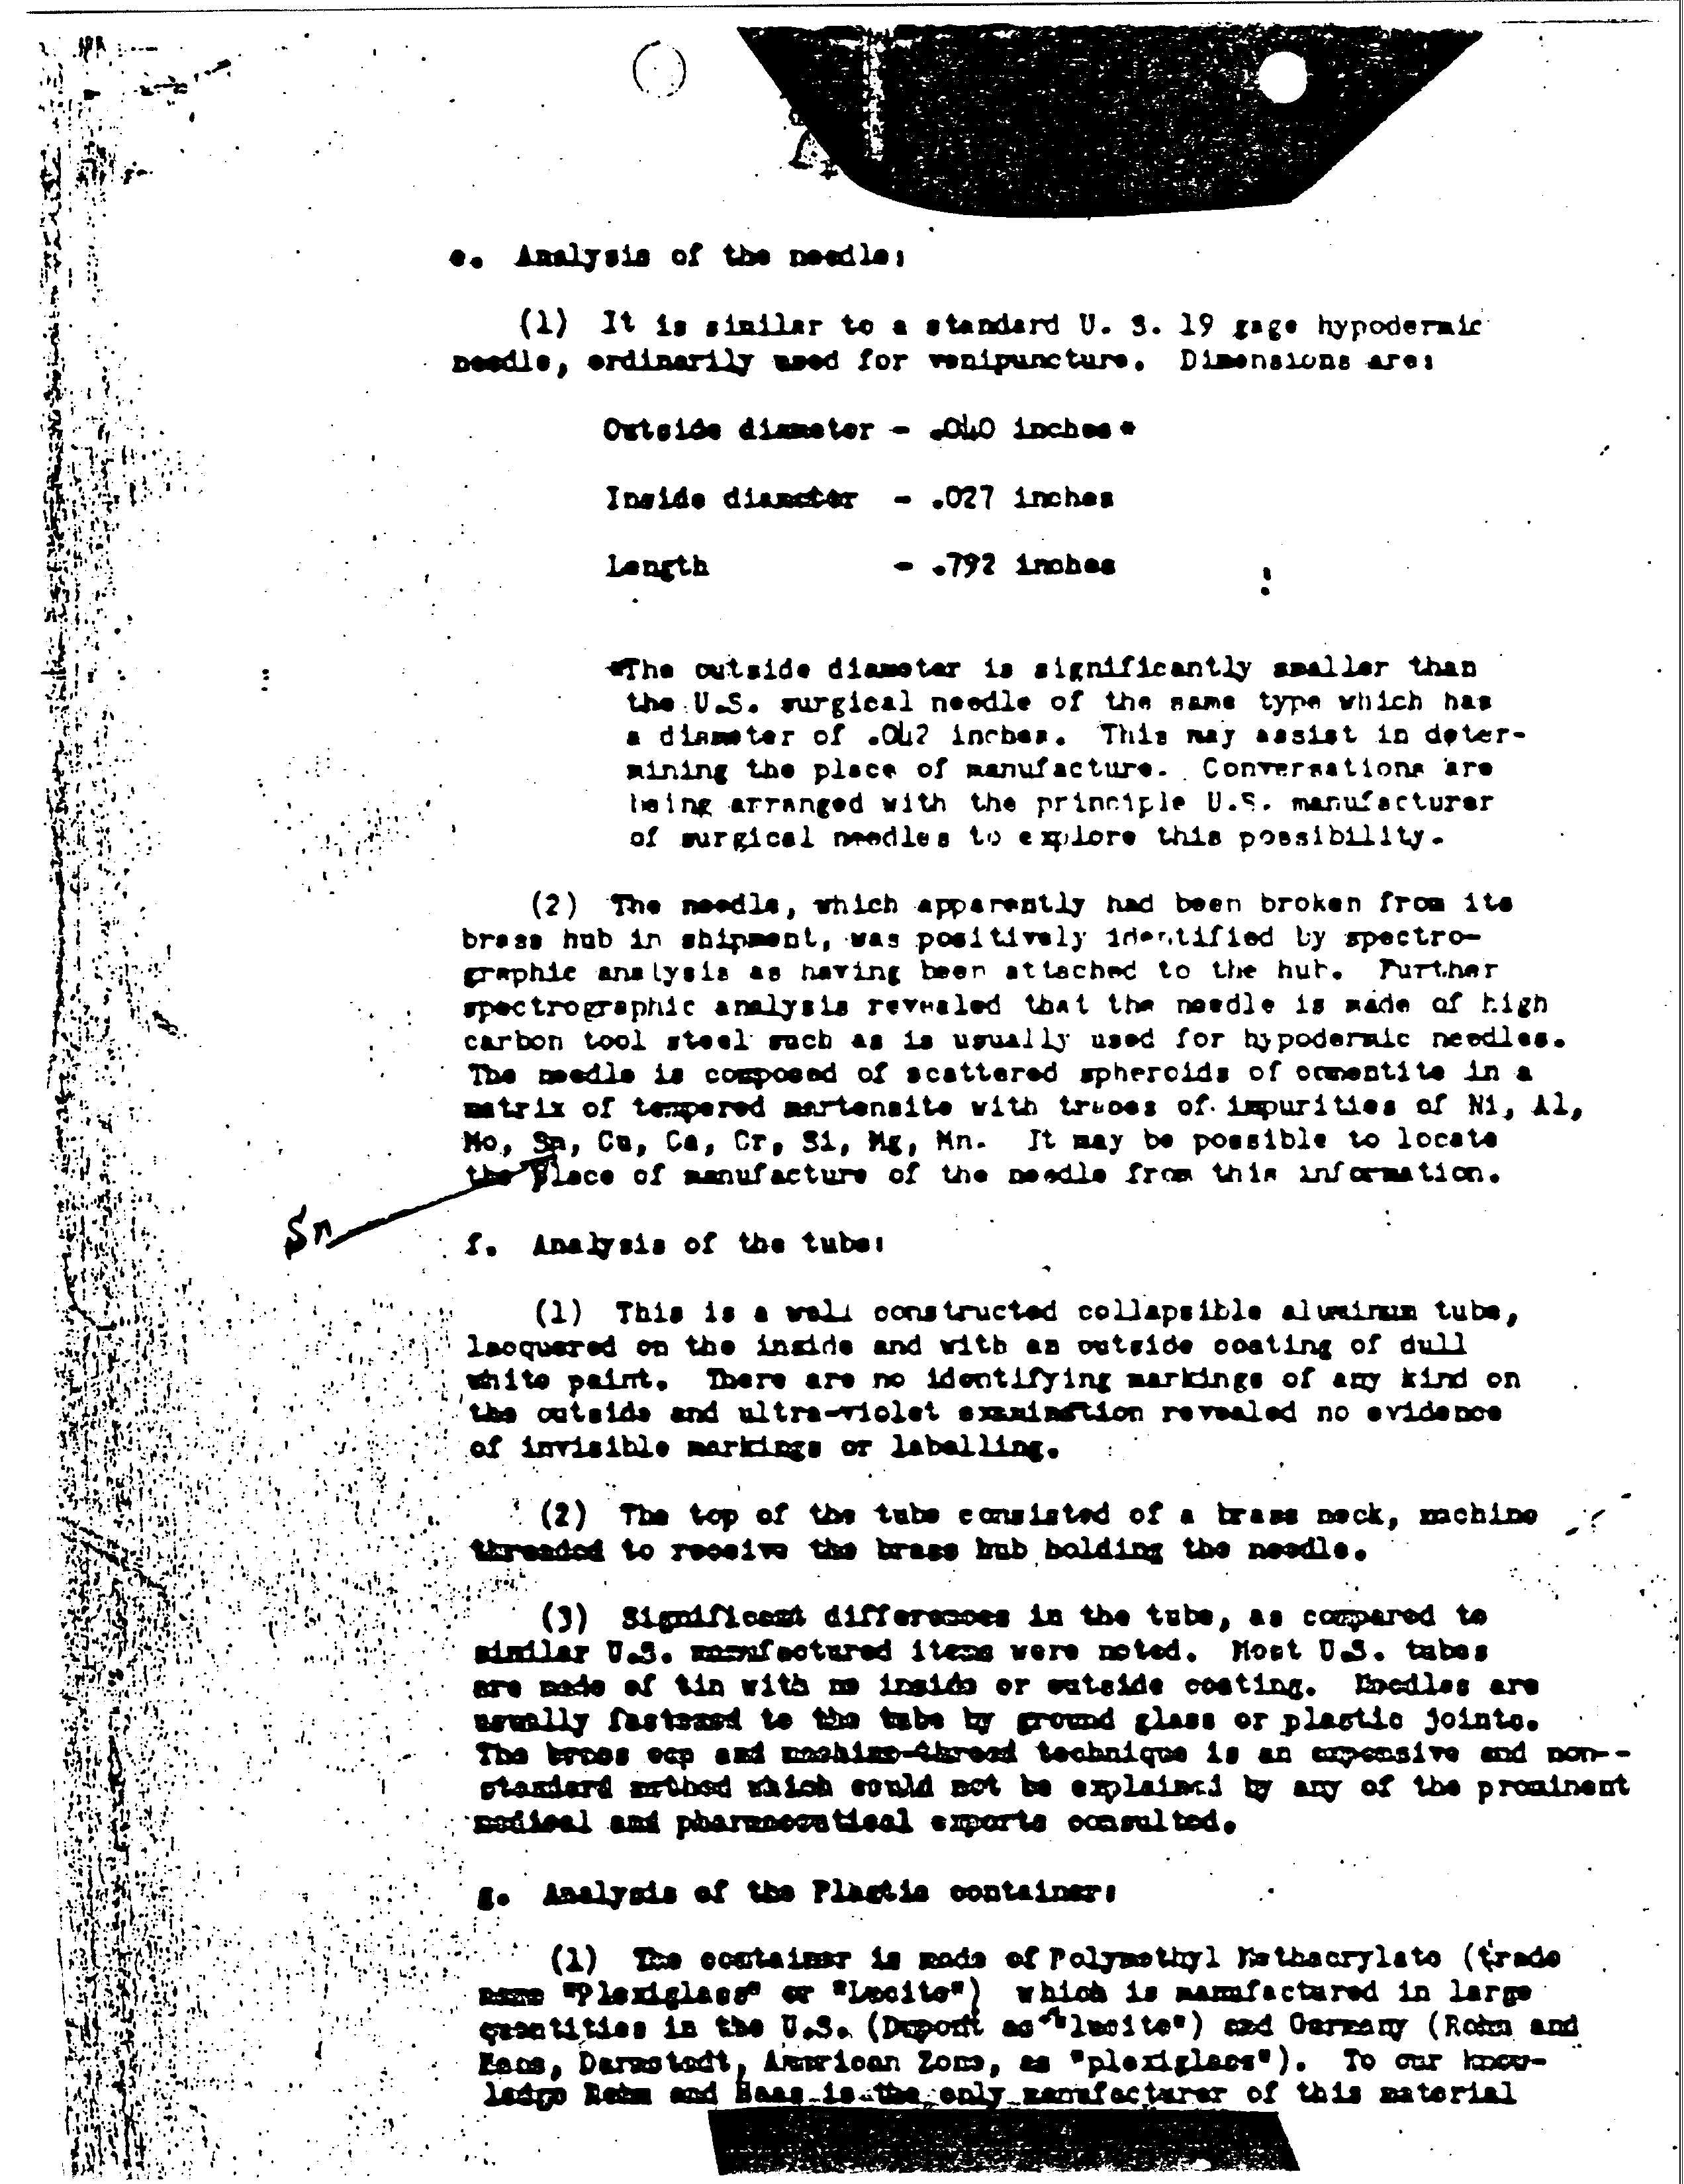 e. Analysis of the needle:
(1) It is similar to a standard U. S. 19 gage hypodermic
needle, ordinarily used for venipuncture. Dimensions are:
Outside diameter - .040 inches*
Inside diameter - .027 inches
Length - .792 inches
*The outside diameter is significantly smaller than
the U.S. surgical needle of the same type which has
a diameter of .042 inches. This may assist in deter-
mining the place of manufacture. Conversations are
being arranged with the principle U.S. manufacturer
of surgical needles to explore this possibility.
(2) The needle, which apparently had been broken from its
brass hub in shipment, was positively identified by spectro-
graphic analysis as having been attached to the hub. Further
spectrographic analysis revealed that the needle is made of high
carbon tool steel such as is usually used for hypodermic needles.
The needle is composed of scattered spheroids of cementite in a
matrix of tempered martensite with traces of impurities of Ni, Al,
Mo, Sn, Cu, Ca, Cr, Si, Mg, Mn. It may be possible to locate
the place of manufacture of the needle from this information.
Sn
f. Analysis of the tube:
(1) This is a well constructed collapsible aluminum tube,
lacquered on the inside and with an outside coating of dull
white paint. There are no identifying markings of any kind on
the outside and ultra-violet examination revealed no evidence
of invisible markings or labelling.
(2) The top of the tube consisted of a brass neck, machine
threaded to receive the brass hub holding the needle.
(3) Significant differences in the tube, as compared to
similar U.S. manufactured items were noted. Most U.S. tubes
are made of tin with no inside or outside coating. Needles are
usually fastened to the tube by ground glass or plastic joints.
The brass cap and machine-thread technique is an expensive and non-
standard method which could not be explained by any of the prominent
medical and pharmaceutical experts consulted.
g. Analysis of the Plastic container:
(1) The container is made of Polymethyl Methacrylate (trade
name "Plexiglass" or "Lucite") which is manufactured in large
quantities in the U.S. (Dupont as "lucite") and Germany (Rohm and
Haas, Darmstadt, American Zone, as "plexiglass"). To our know-
ledge Rohm and Haas is the only manufacturer of this material